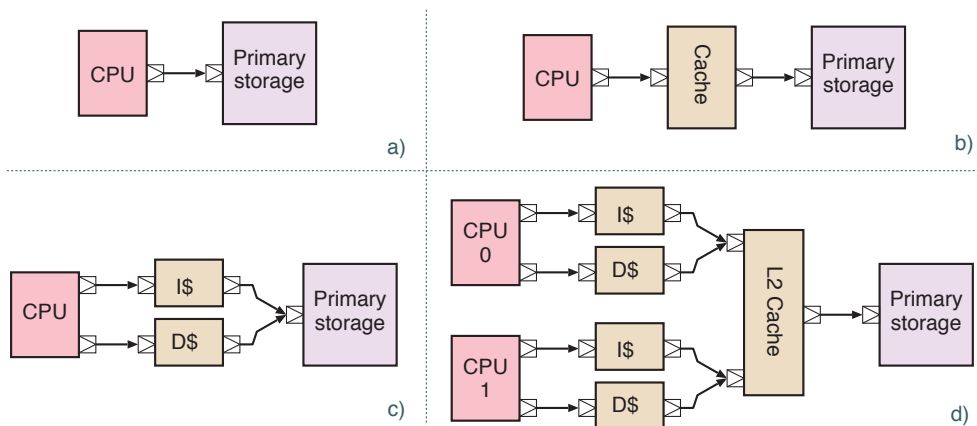 CPU
Primary
storage
a)
CPU
Cache
Primary
storage
b)
CPU
I$
D$
Primary
storage
c)
CPU
0
I$
D$
CPU
1
I$
D$
L2 Cache
Primary
storage
d)